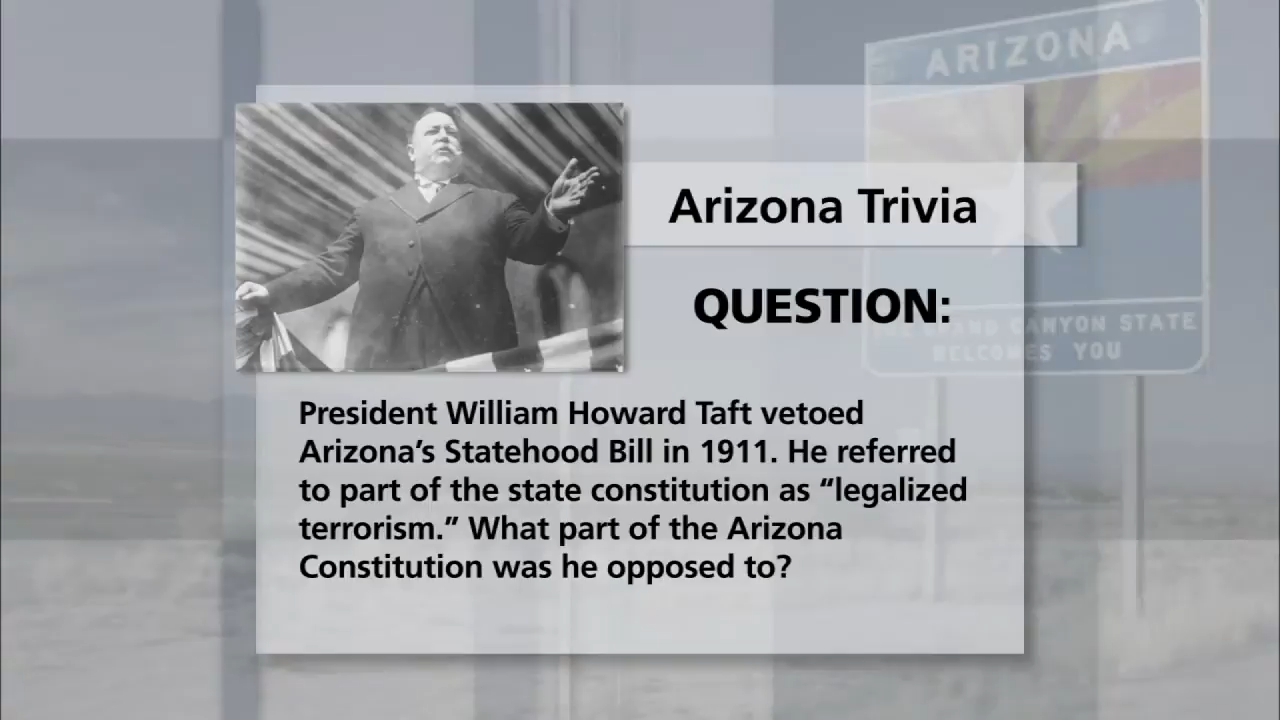 ARIZONA
Arizona Trivia
QUESTION:
CANYON STATE
WELCOMES YOU
President William Howard Taft vetoed
Arizona’s Statehood Bill in 1911. He referred
to part of the state constitution as “legalized
terrorism.” What part of the Arizona
Constitution was he opposed to?